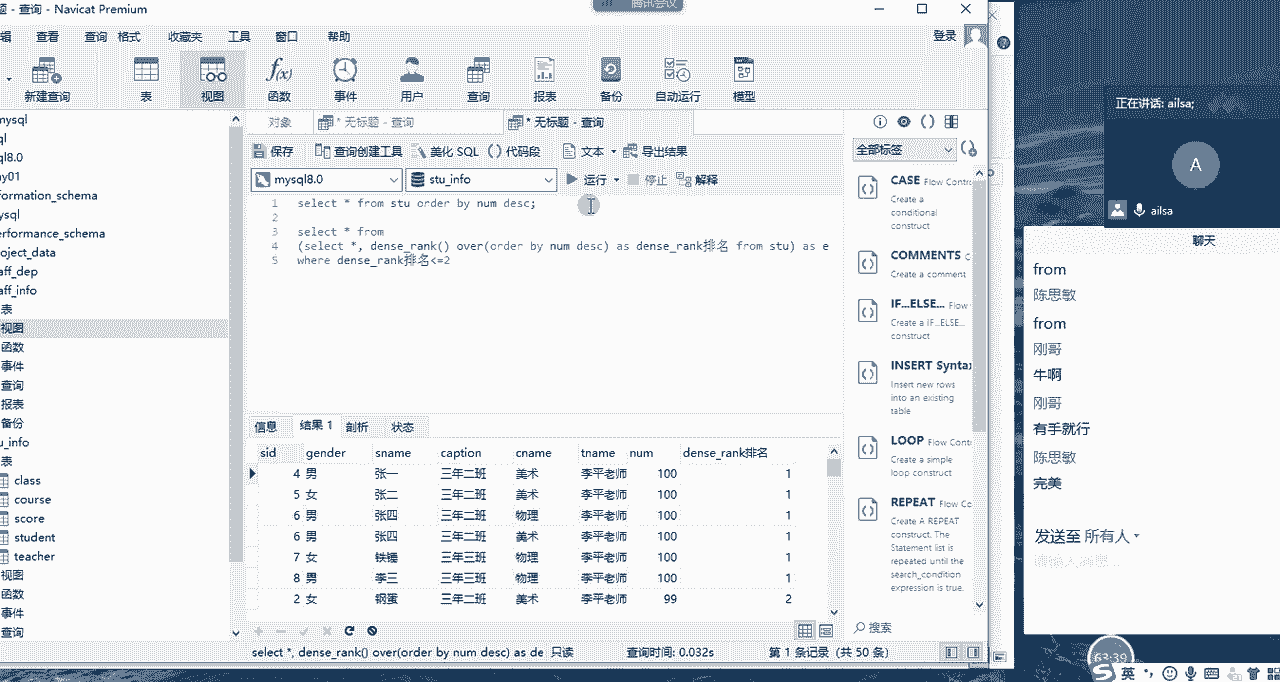 题 - 查询 - Navicat Premium
腾讯会议
编 查看 查询 格式 收藏夹 工具 窗口 帮助
登录
新建查询 表 视图 函数 事件 用户 查询 报表 备份 自动运行 模型
f(x)
对象 * 无标题 - 查询 * 无标题 - 查询
保存 查询创建工具 美化 SQL () 代码段 文本 导出结果
mysql8.0 stu_info 运行 停止 解释
1 select * from stu order by num desc;
2
3 select * from
4 (select *, dense_rank() over(order by num desc) as dense_rank排名 from stu) as e
5 where dense_rank排名<=2
mysql
ql
ql8.0
ny01
formation_schema
ysql
erformance_schema
oject_data
aff_dep
aff_info
表
视图
函数
事件
查询
报表
备份
u_info
表
class
course
score
student
teacher
视图
函数
事件
查询
信息 结果 1 剖析 状态
sid gender sname caption cname tname num dense_rank排名
4 男 张一 三年二班 美术 李平老师 100 1
5 女 张二 三年二班 美术 李平老师 100 1
6 男 张四 三年二班 物理 李平老师 100 1
6 男 张四 三年二班 美术 李平老师 100 1
7 女 铁锤 三年三班 物理 李平老师 100 1
8 男 李三 三年三班 物理 李平老师 100 1
2 女 钢蛋 三年二班 美术 李平老师 99 2
select *, dense_rank() over(order by num desc) as de 只读 查询时间: 0.032s 第 1 条记录 (共 50 条)
全部标签
CASE Flow Contr
Create a
conditional
construct
COMMENTS C
Create a comment
IF...ELSE... Flow
Create a IF...ELSE...
construct
INSERT Syntax
Insert new rows
into an existing
table
LOOP Flow Contr
Create a simple
loop construct
REPEAT Flow Co
Create A REPEAT
construct. The
Statement list is
repeated until the
search_condition
expression is true.
搜索
正在讲话: ailsa;
A
ailsa
聊天
from
陈思敏
from
刚哥
牛啊
刚哥
有手就行
陈思敏
完美
发送至 所有人
请输入消息...
英